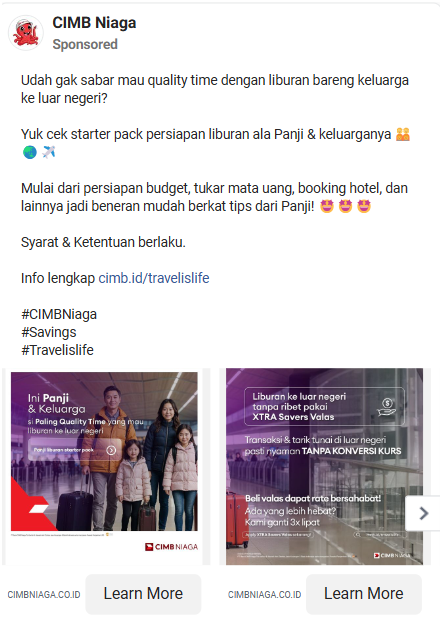 CIMB Niaga
Sponsored
Udah gak sabar mau quality time dengan liburan bareng keluarga
ke luar negeri?
Yuk cek starter pack persiapan liburan ala Panji & keluarganya 👨‍👩‍👧‍👦
🌏 ✈️
Mulai dari persiapan budget, tukar mata uang, booking hotel, dan
lainnya jadi beneran mudah berkat tips dari Panji! 🤩 🤩 🤩
Syarat & Ketentuan berlaku.
Info lengkap cimb.id/travelislife
#CIMBNiaga
#Savings
#Travelislife
Ini Panji
& Keluarga
si Paling Quality Time yang mau
liburan ke luar negeri
Panji liburan starter pack
CIMB NIAGA
Liburan ke luar negeri
tanpa ribet pakai
XTRA Savers Valas
Transaksi & tarik tunai di luar negeri
pasti nyaman TANPA KONVERSI KURS
Beli valas dapat rate bersahabat!
Ada yang lebih hebat?
Kami ganti 3x lipat
CIMB NIAGA
CIMBNIAGA.CO.ID
Learn More
CIMBNIAGA.CO.ID
Learn More